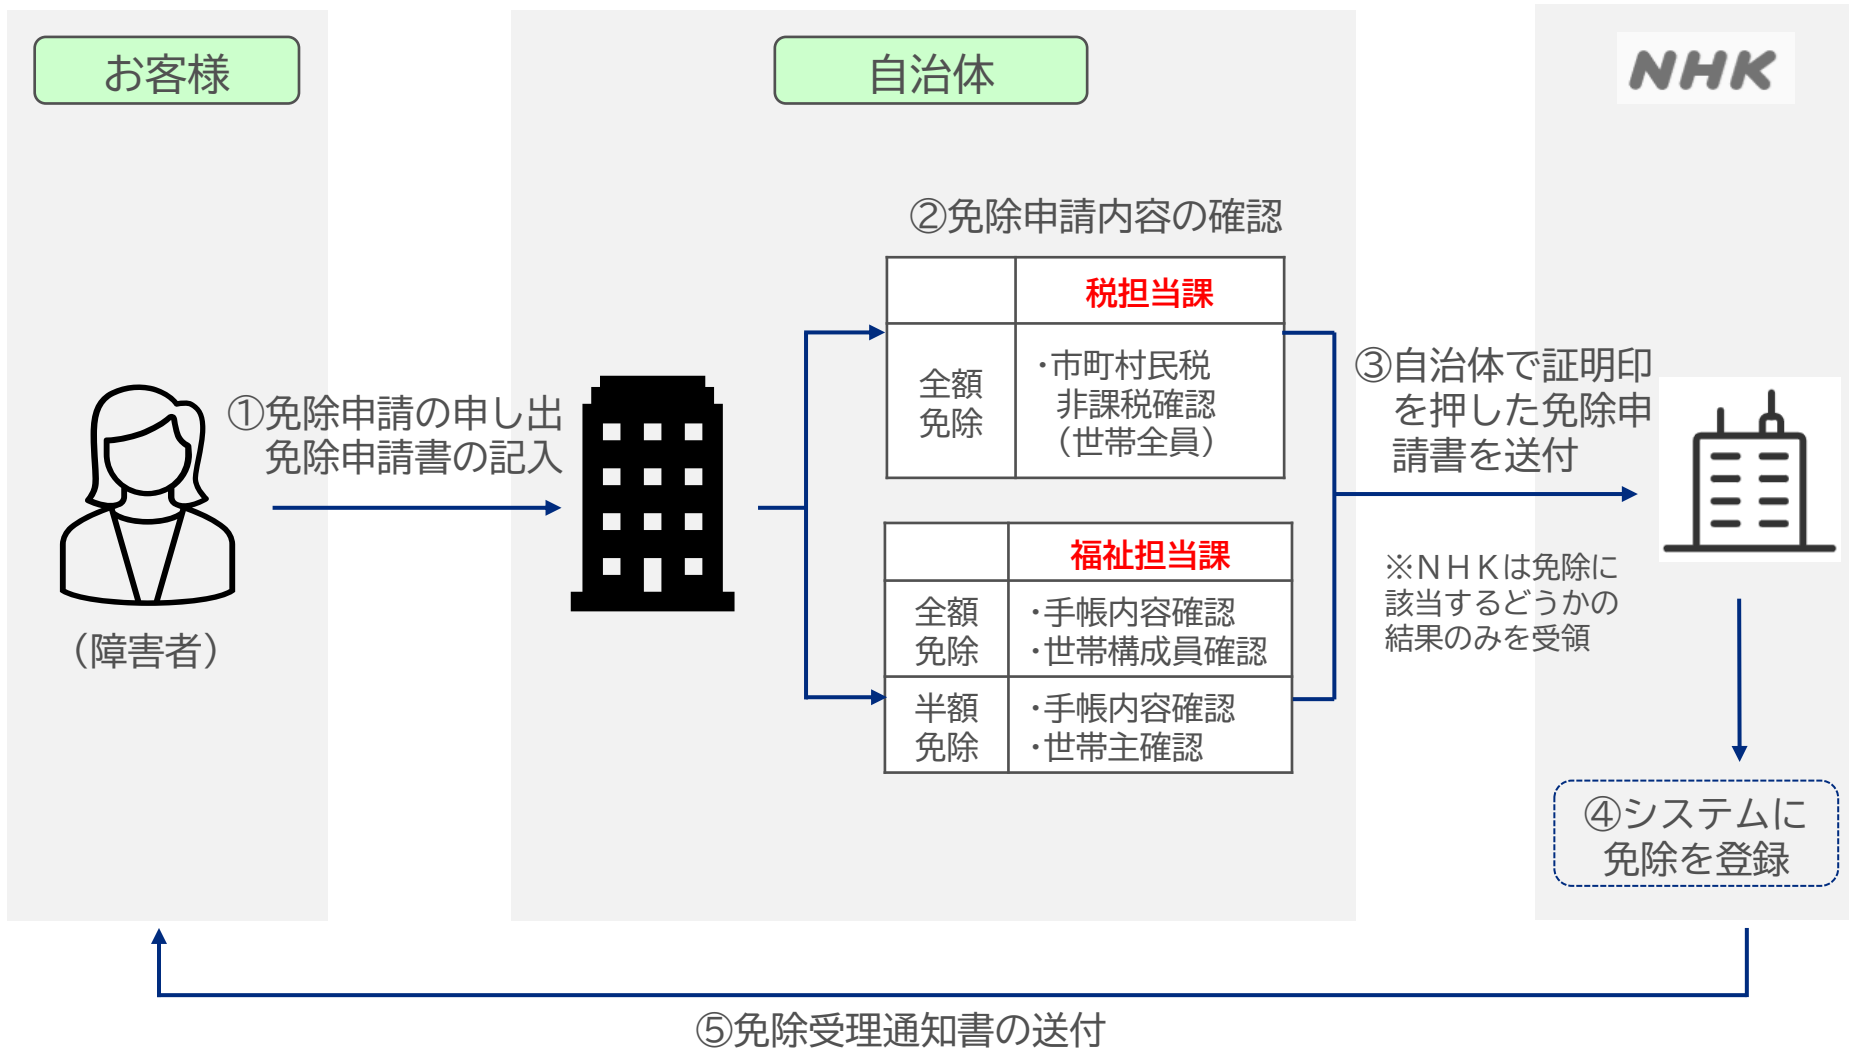 お客様
自治体
NHK
②免除申請内容の確認
税担当課
全額
免除
・市町村民税
非課税確認
（世帯全員）
①免除申請の申し出
免除申請書の記入
③自治体で証明印
を押した免除申
請書を送付
福祉担当課
全額
免除
・手帳内容確認
・世帯構成員確認
半額
免除
・手帳内容確認
・世帯主確認
※ＮＨＫは免除に
該当するどうかの
結果のみを受領
（障害者）
④システムに
免除を登録
⑤免除受理通知書の送付